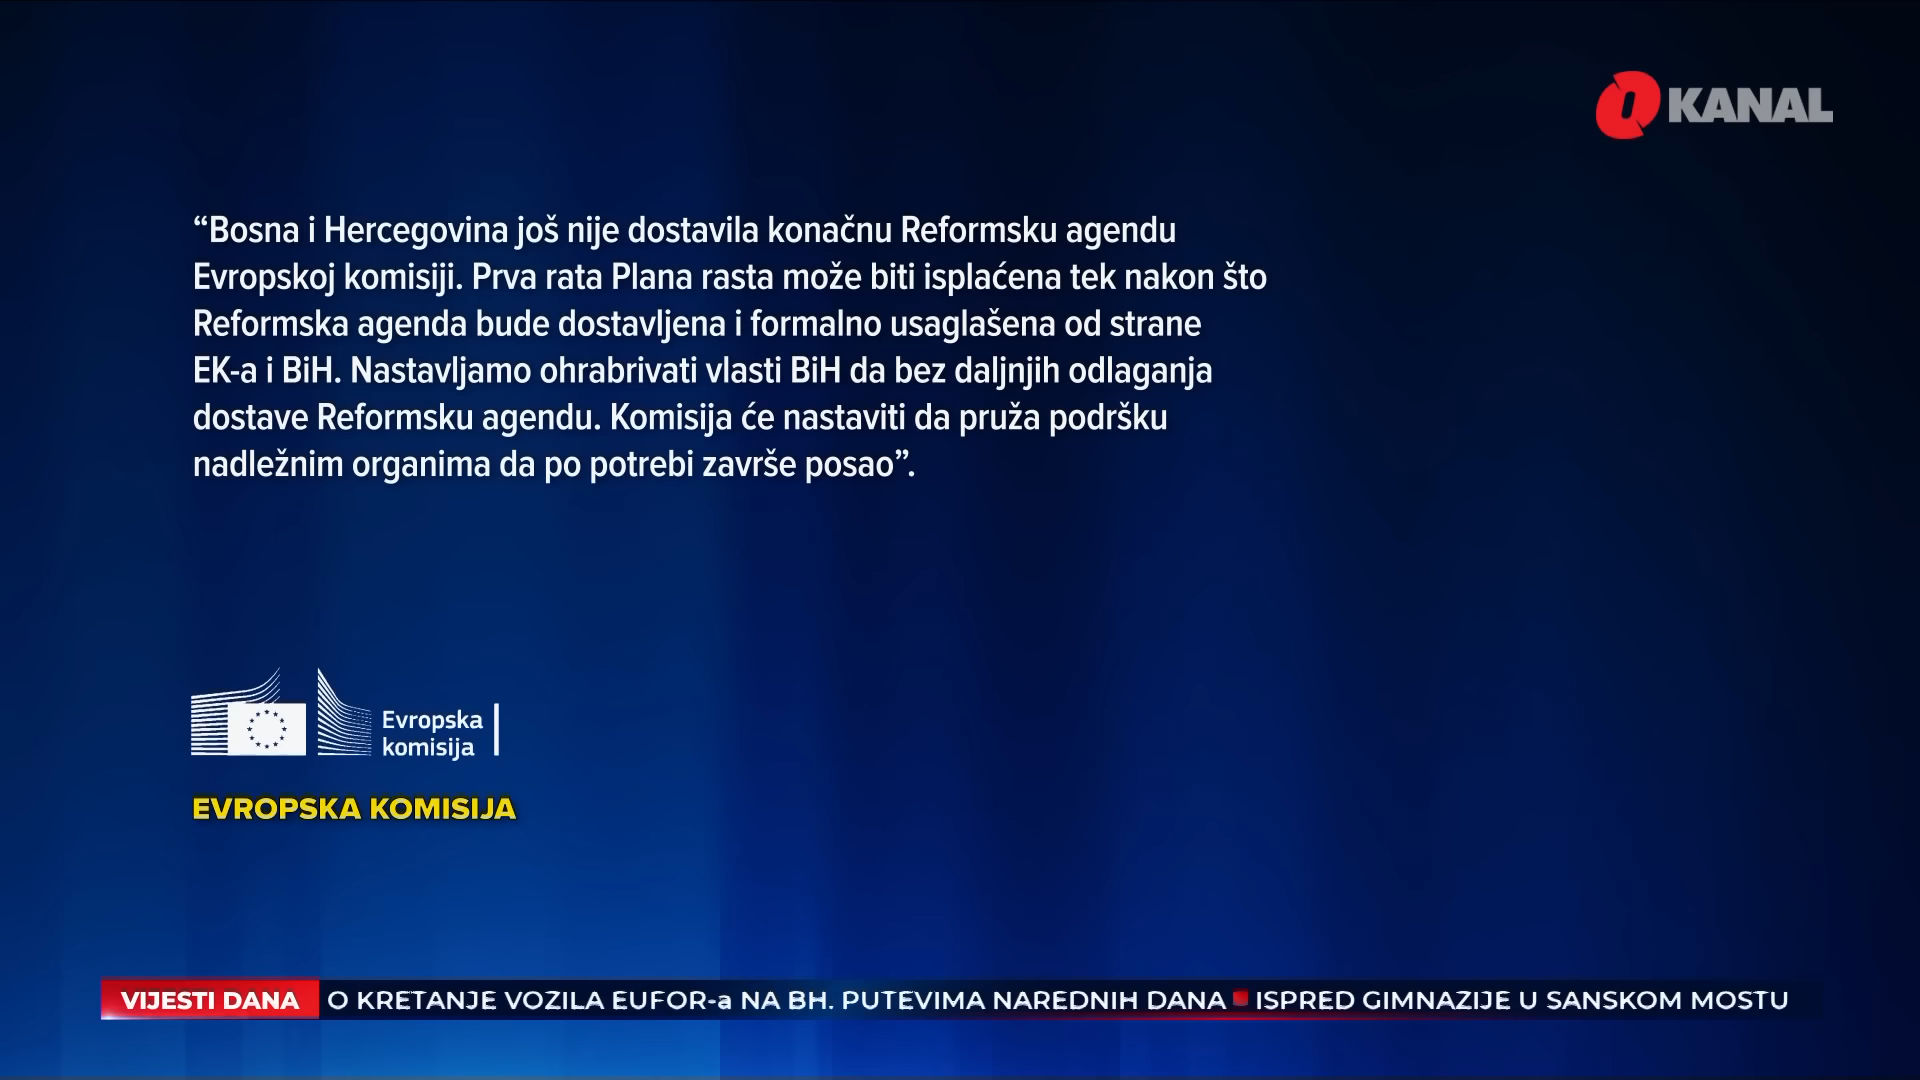 O KANAL
“Bosna i Hercegovina još nije dostavila konačnu Reformsku agendu
Evropskoj komisiji. Prva rata Plana rasta može biti isplaćena tek nakon što
Reformska agenda bude dostavljena i formalno usaglašena od strane
EK-a i BiH. Nastavljamo ohrabrivati vlasti BiH da bez daljnjih odlaganja
dostave Reformsku agendu. Komisija će nastaviti da pruža podršku
nadležnim organima da po potrebi završe posao”.
Evropska
komisija
EVROPSKA KOMISIJA
VIJESTI DANA O KRETANJE VOZILA EUFOR-a NA BH. PUTEVIMA NAREDNIH DANA ISPRED GIMNAZIJE U SANSKOM MOSTU